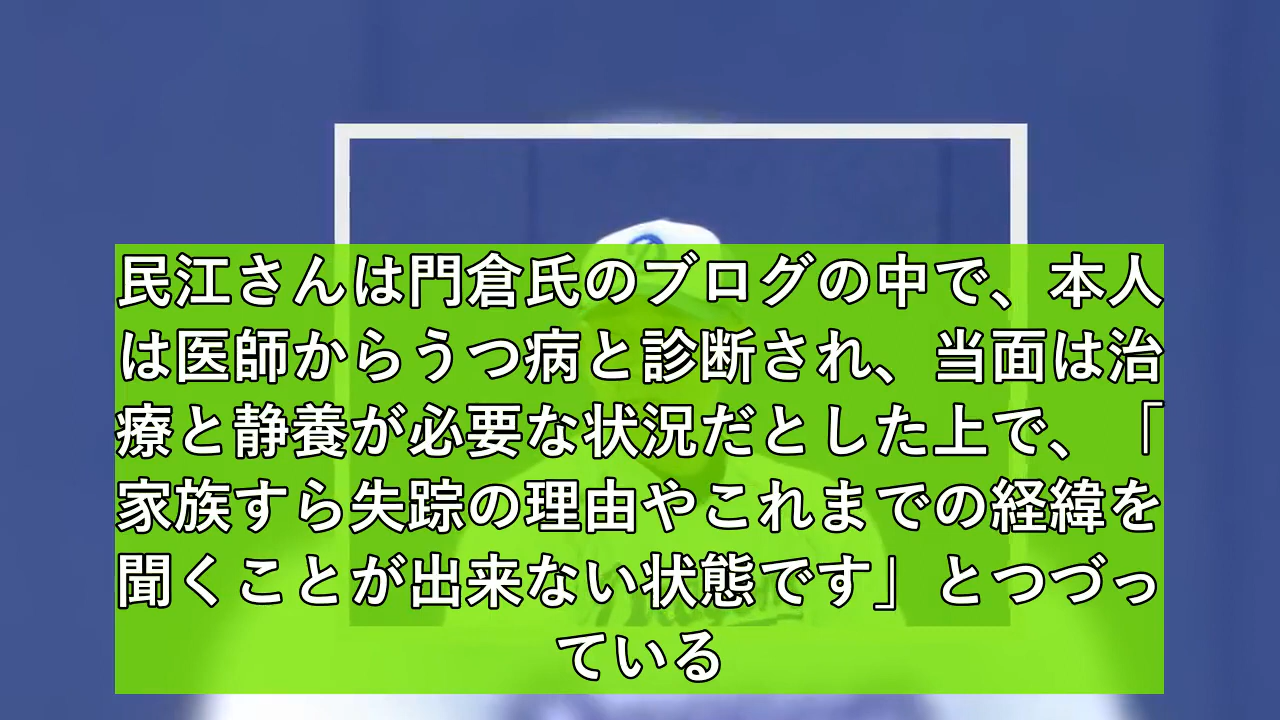 民江さんは門倉氏のブログの中で、本人
は医師からうつ病と診断され、当面は治
療と静養が必要な状況だとした上で、「
家族すら失踪の理由やこれまでの経緯を
聞くことが出来ない状態です」とつづっ
ている